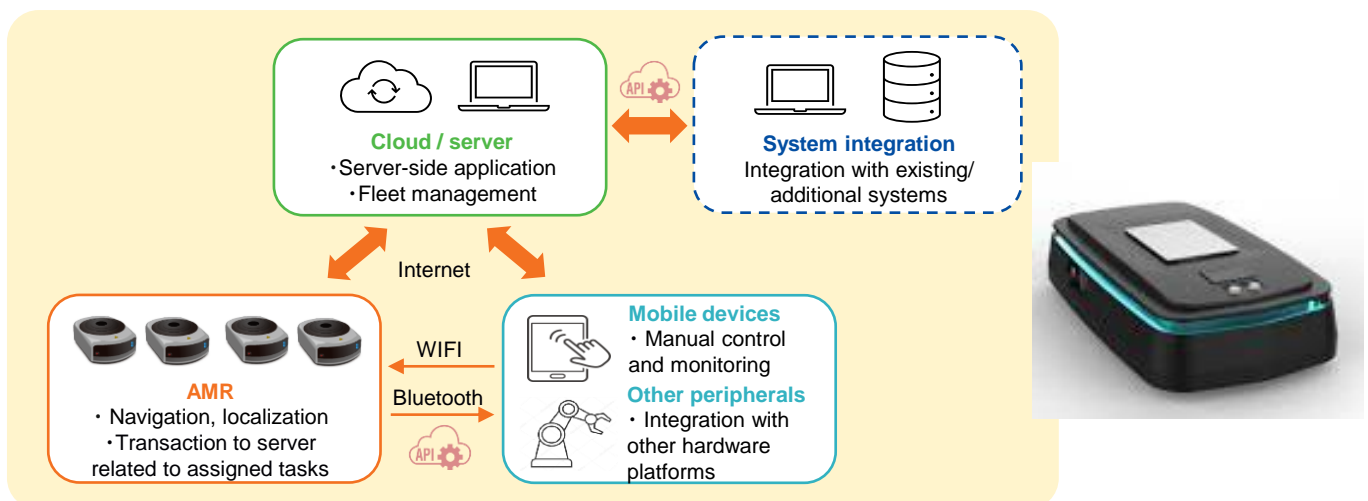 API
Cloud / server
・Server-side application
・Fleet management
System integration
Integration with existing/
additional systems
Internet
Mobile devices
・Manual control
and monitoring
WIFI
Bluetooth
API
Other peripherals
・Integration with
other hardware
platforms
AMR
・Navigation, localization
・Transaction to server
related to assigned tasks